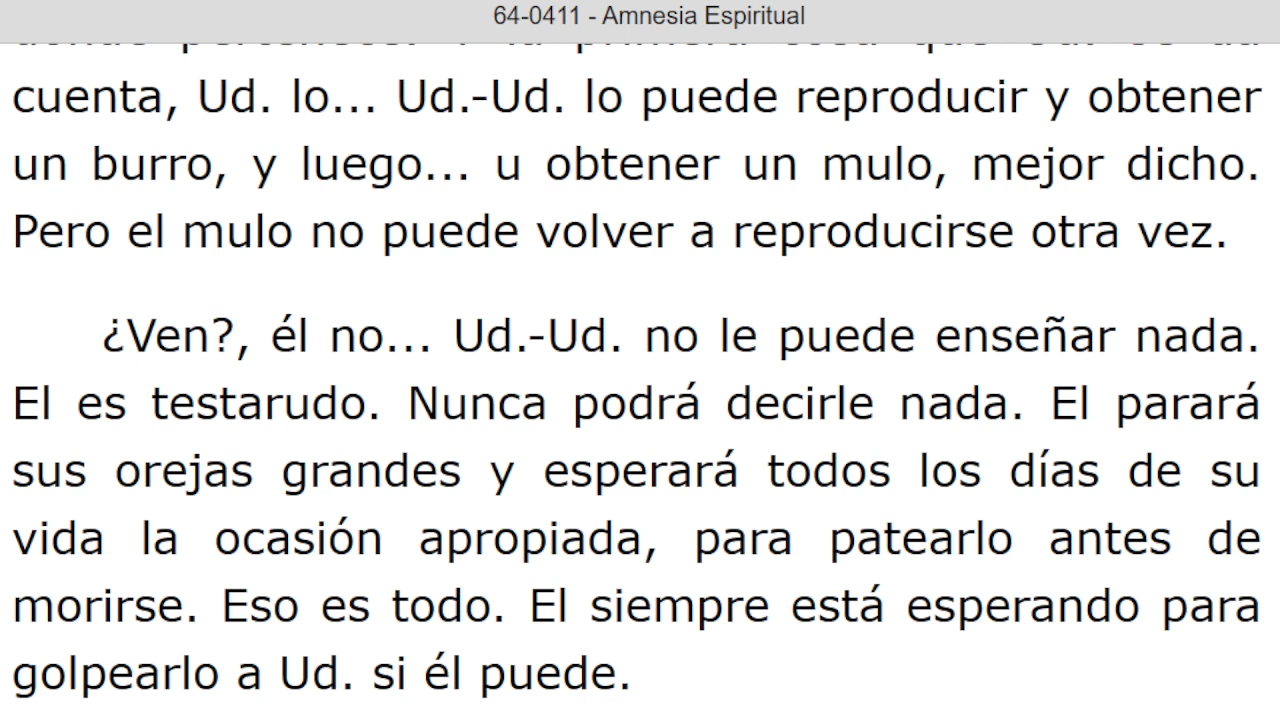 64-0411 - Amnesia Espiritual
cuenta, Ud. lo... Ud.-Ud. lo puede reproducir y obtener
un burro, y luego... u obtener un mulo, mejor dicho.
Pero el mulo no puede volver a reproducirse otra vez.
¿Ven?, él no... Ud.-Ud. no le puede enseñar nada.
El es testarudo. Nunca podrá decirle nada. El parará
sus orejas grandes y esperará todos los días de su
vida la ocasión apropiada, para patearlo antes de
morirse. Eso es todo. El siempre está esperando para
golpearlo a Ud. si él puede.